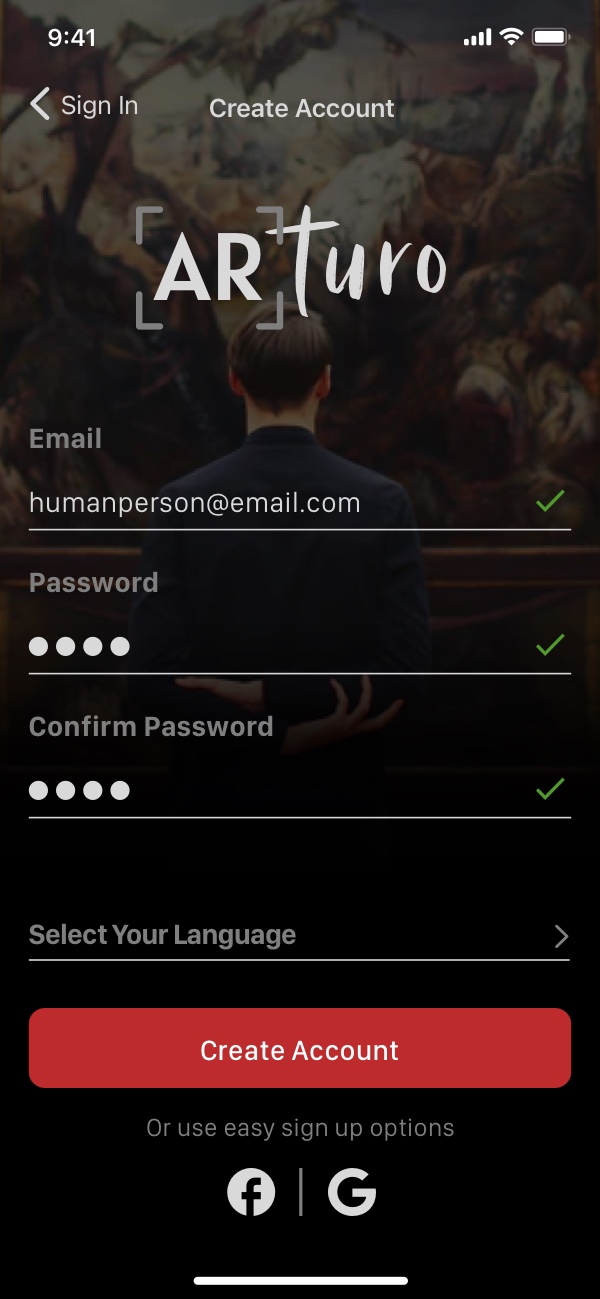 9:41
Sign In
Create Account
ARturo
Email
humanperson@email.com
Password
Confirm Password
Select Your Language
Create Account
Or use easy sign up options